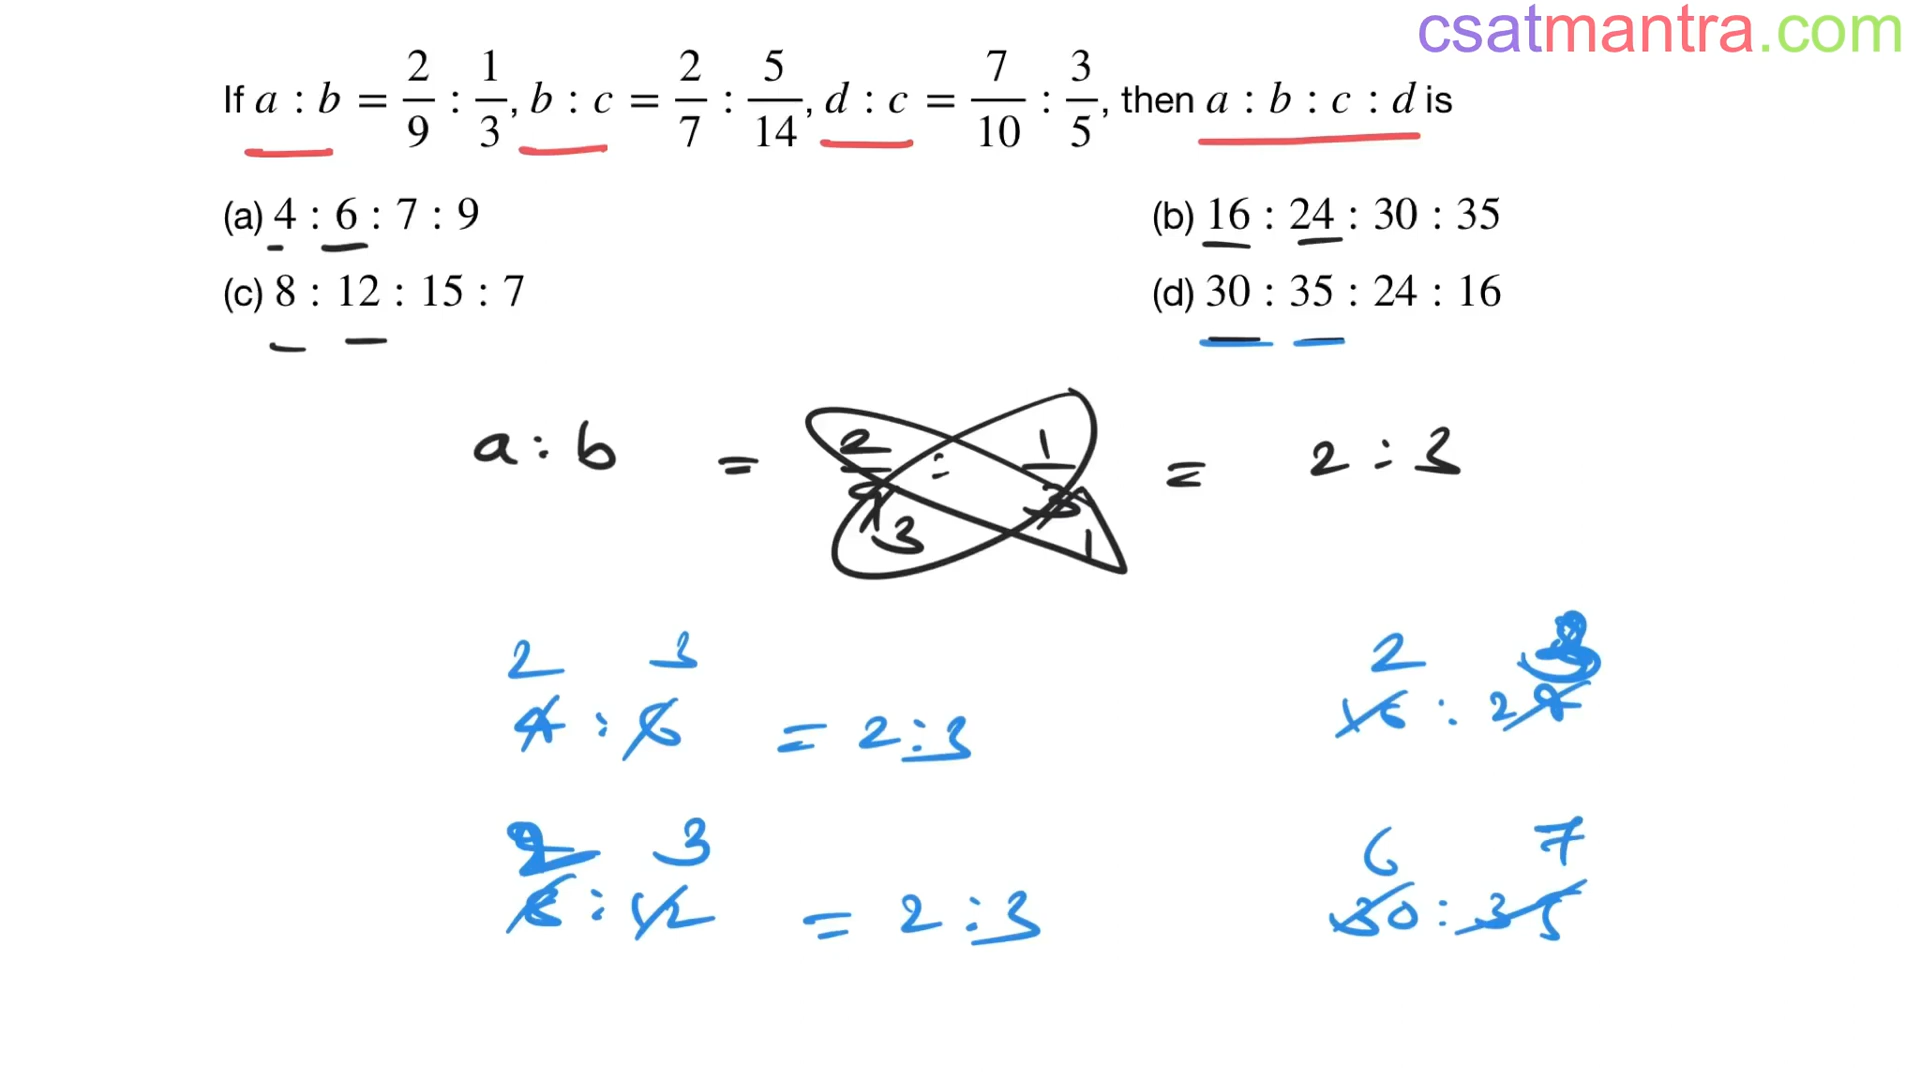 csatmantra.com
If a : b = 2/9 : 1/3, b : c = 2/7 : 5/14, d : c = 7/10 : 3/5, then a : b : c : d is
(a) 4 : 6 : 7 : 9
(b) 16 : 24 : 30 : 35
(c) 8 : 12 : 15 : 7
(d) 30 : 35 : 24 : 16
a : b = 2/9 : 1/3 = 2 : 3
3 1
2 3
4 : 6 = 2 : 3
2 3
16 : 24
2 3
8 : 12 = 2 : 3
6 7
30 : 35